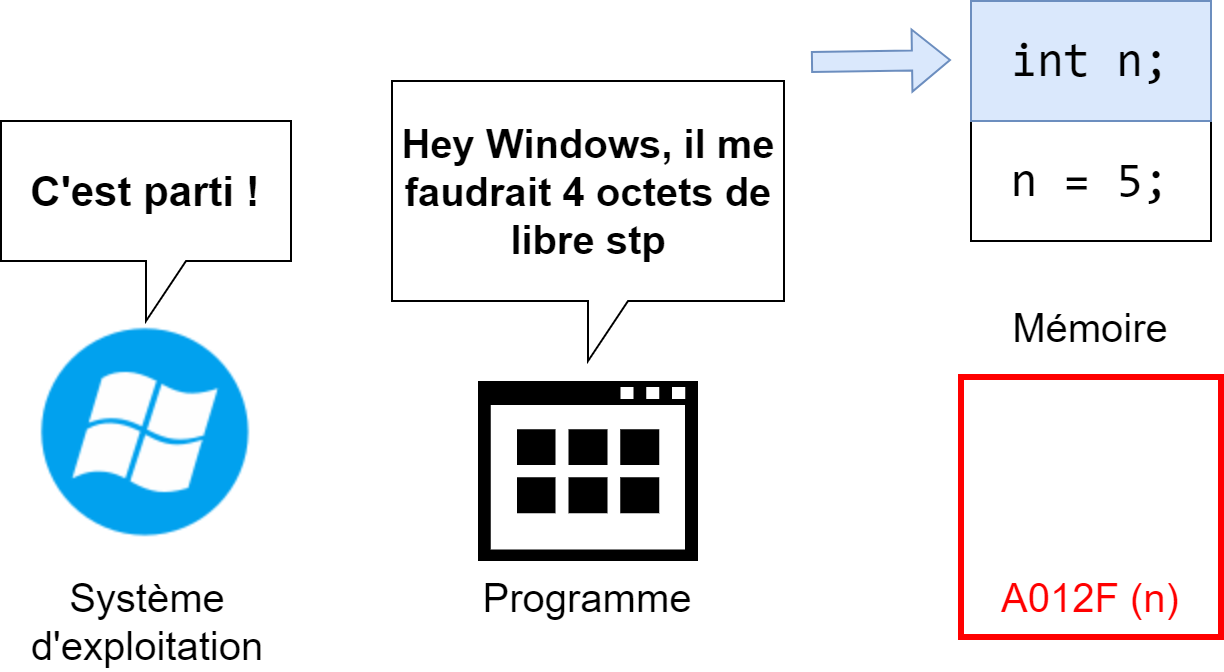 C'est parti !
Hey Windows, il me
faudrait 4 octets de
libre stp
int n;
n = 5;
Mémoire
A012F (n)
Système
d'exploitation
Programme